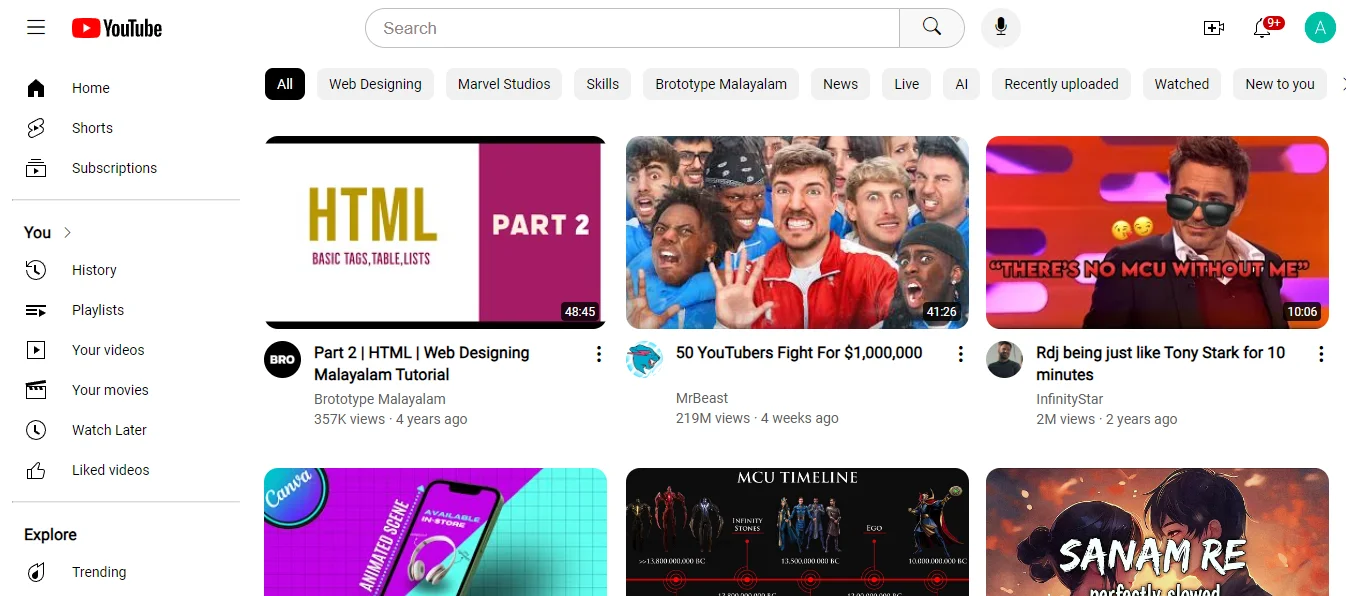 YouTube
Search
9+
A
Home
Shorts
Subscriptions
You
History
Playlists
Your videos
Your movies
Watch Later
Liked videos
Explore
Trending
All
Web Designing
Marvel Studios
Skills
Brototype Malayalam
News
Live
AI
Recently uploaded
Watched
New to you
HTML
BASIC TAGS,TABLE,LISTS
PART 2
48:45
BRO
Part 2 | HTML | Web Designing
Malayalam Tutorial
Brototype Malayalam
357K views · 4 years ago
41:26
50 YouTubers Fight For $1,000,000
MrBeast
219M views · 4 weeks ago
"THERE'S NO MCU WITHOUT ME"
10:06
Rdj being just like Tony Stark for 10
minutes
InfinityStar
2M views · 2 years ago
Canva
ANIMATED SCENE
AVAILABLE
IN-STORE
MCU TIMELINE
INFINITY
STONES
EGO
>>13.800.000.000 BC
13.500.000.000 BC
10.000.000.000 BC
SANAM RE
perfectly slowed